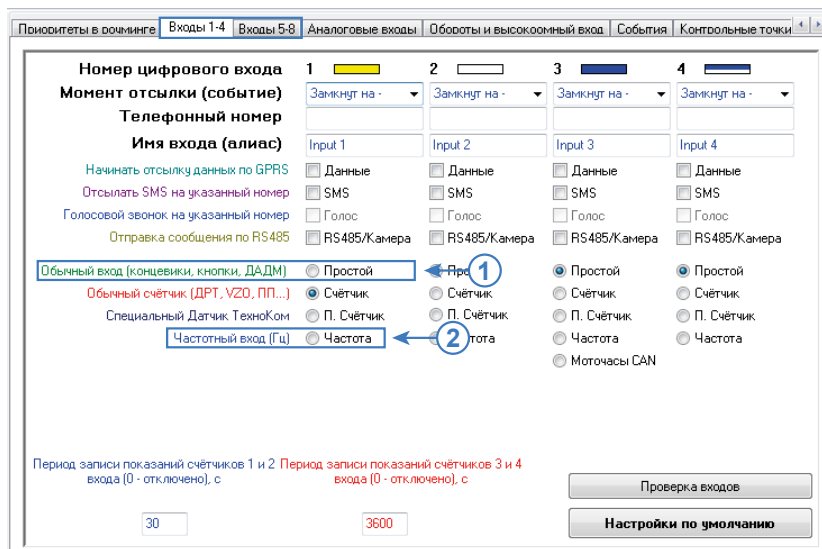 Приоритеты в роуминге Входы 1-4 Входы 5-8 Аналоговые входы Обороты и высокоомный вход События Контрольные точки
Номер цифрового входа 1 2 3 4
Момент отсылки (событие) Замкнут на - Замкнут на - Замкнут на - Замкнут на -
Телефонный номер
Имя входа (алиас) Input 1 Input 2 Input 3 Input 4
Начинать отсылку данных по GPRS Данные Данные Данные Данные
Отсылать SMS на указанный номер SMS SMS SMS SMS
Голосовой звонок на указанный номер Голос Голос Голос Голос
Отправка сообщения по RS485 RS485/Камера RS485/Камера RS485/Камера RS485/Камера
Обычный вход (концевики, кнопки, ДАДМ) Простой 1 Простой Простой
Обычный счётчик (ДРТ, VZO, ПП...) Счётчик Счётчик Счётчик Счётчик
Специальный Датчик ТехноКом П. Счётчик П. Счётчик П. Счётчик П. Счётчик
Частотный вход (Гц) Частота 2 Частота Частота
Моточасы CAN
Период записи показаний счётчиков 1 и 2 Период записи показаний счётчиков 3 и 4
входа (0 - отключено), с входа (0 - отключено), с
Проверка входов
30 3600 Настройки по умолчанию